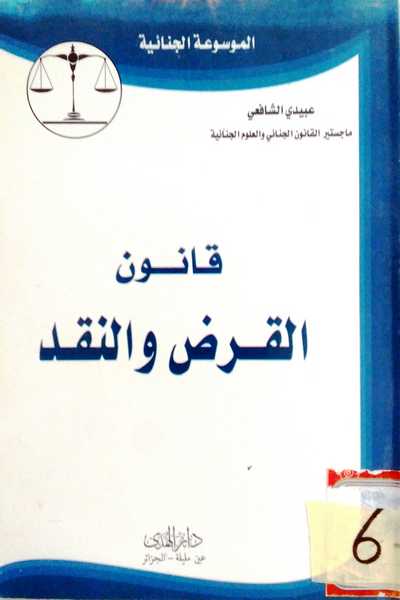 الموسوعة الجنائية
عبيدي الشافعي
ماجستير القانون الجنائي والعلوم الجنائية
قانون
القرض والنقد
دار الهدى
عين مليلة - الجزائر
6